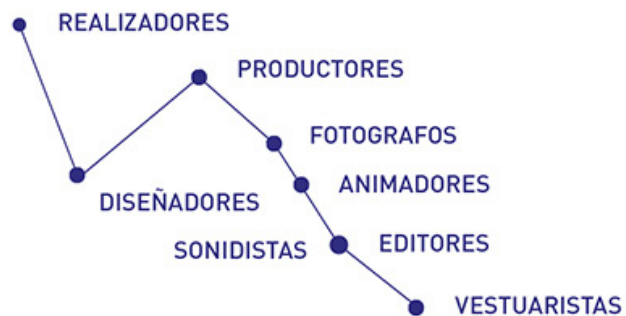 REALIZADORES
PRODUCTORES
FOTOGRAFOS
ANIMADORES
DISEÑADORES
SONIDISTAS
EDITORES
VESTUARISTAS